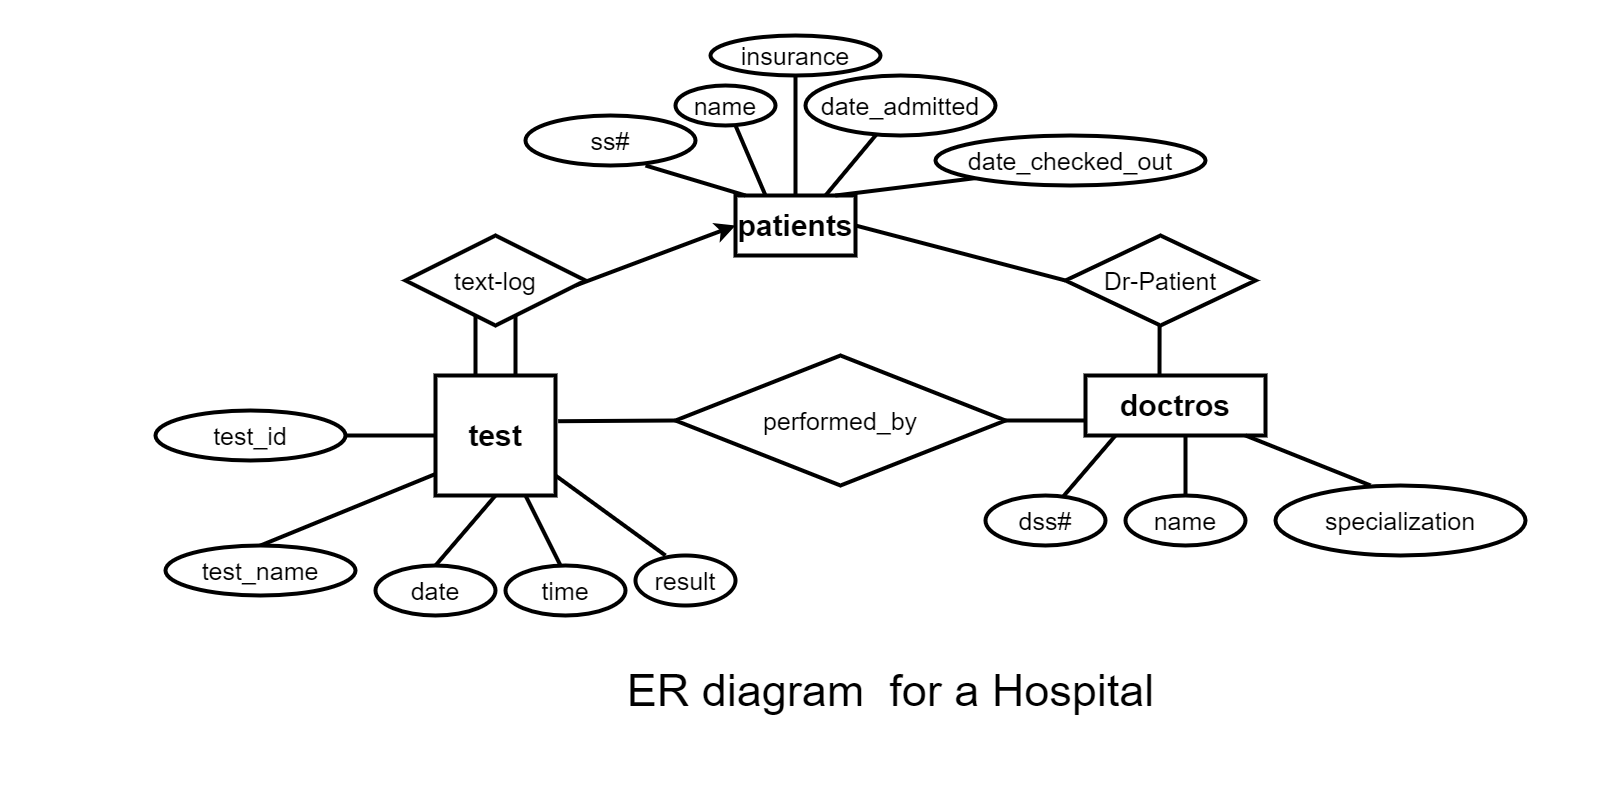 insurance
name
date_admitted
ss#
date_checked_out
patients
text-log
Dr-Patient
performed_by
doctros
test_id
test
dss#
name
specialization
test_name
date
time
result
ER diagram  for a Hospital